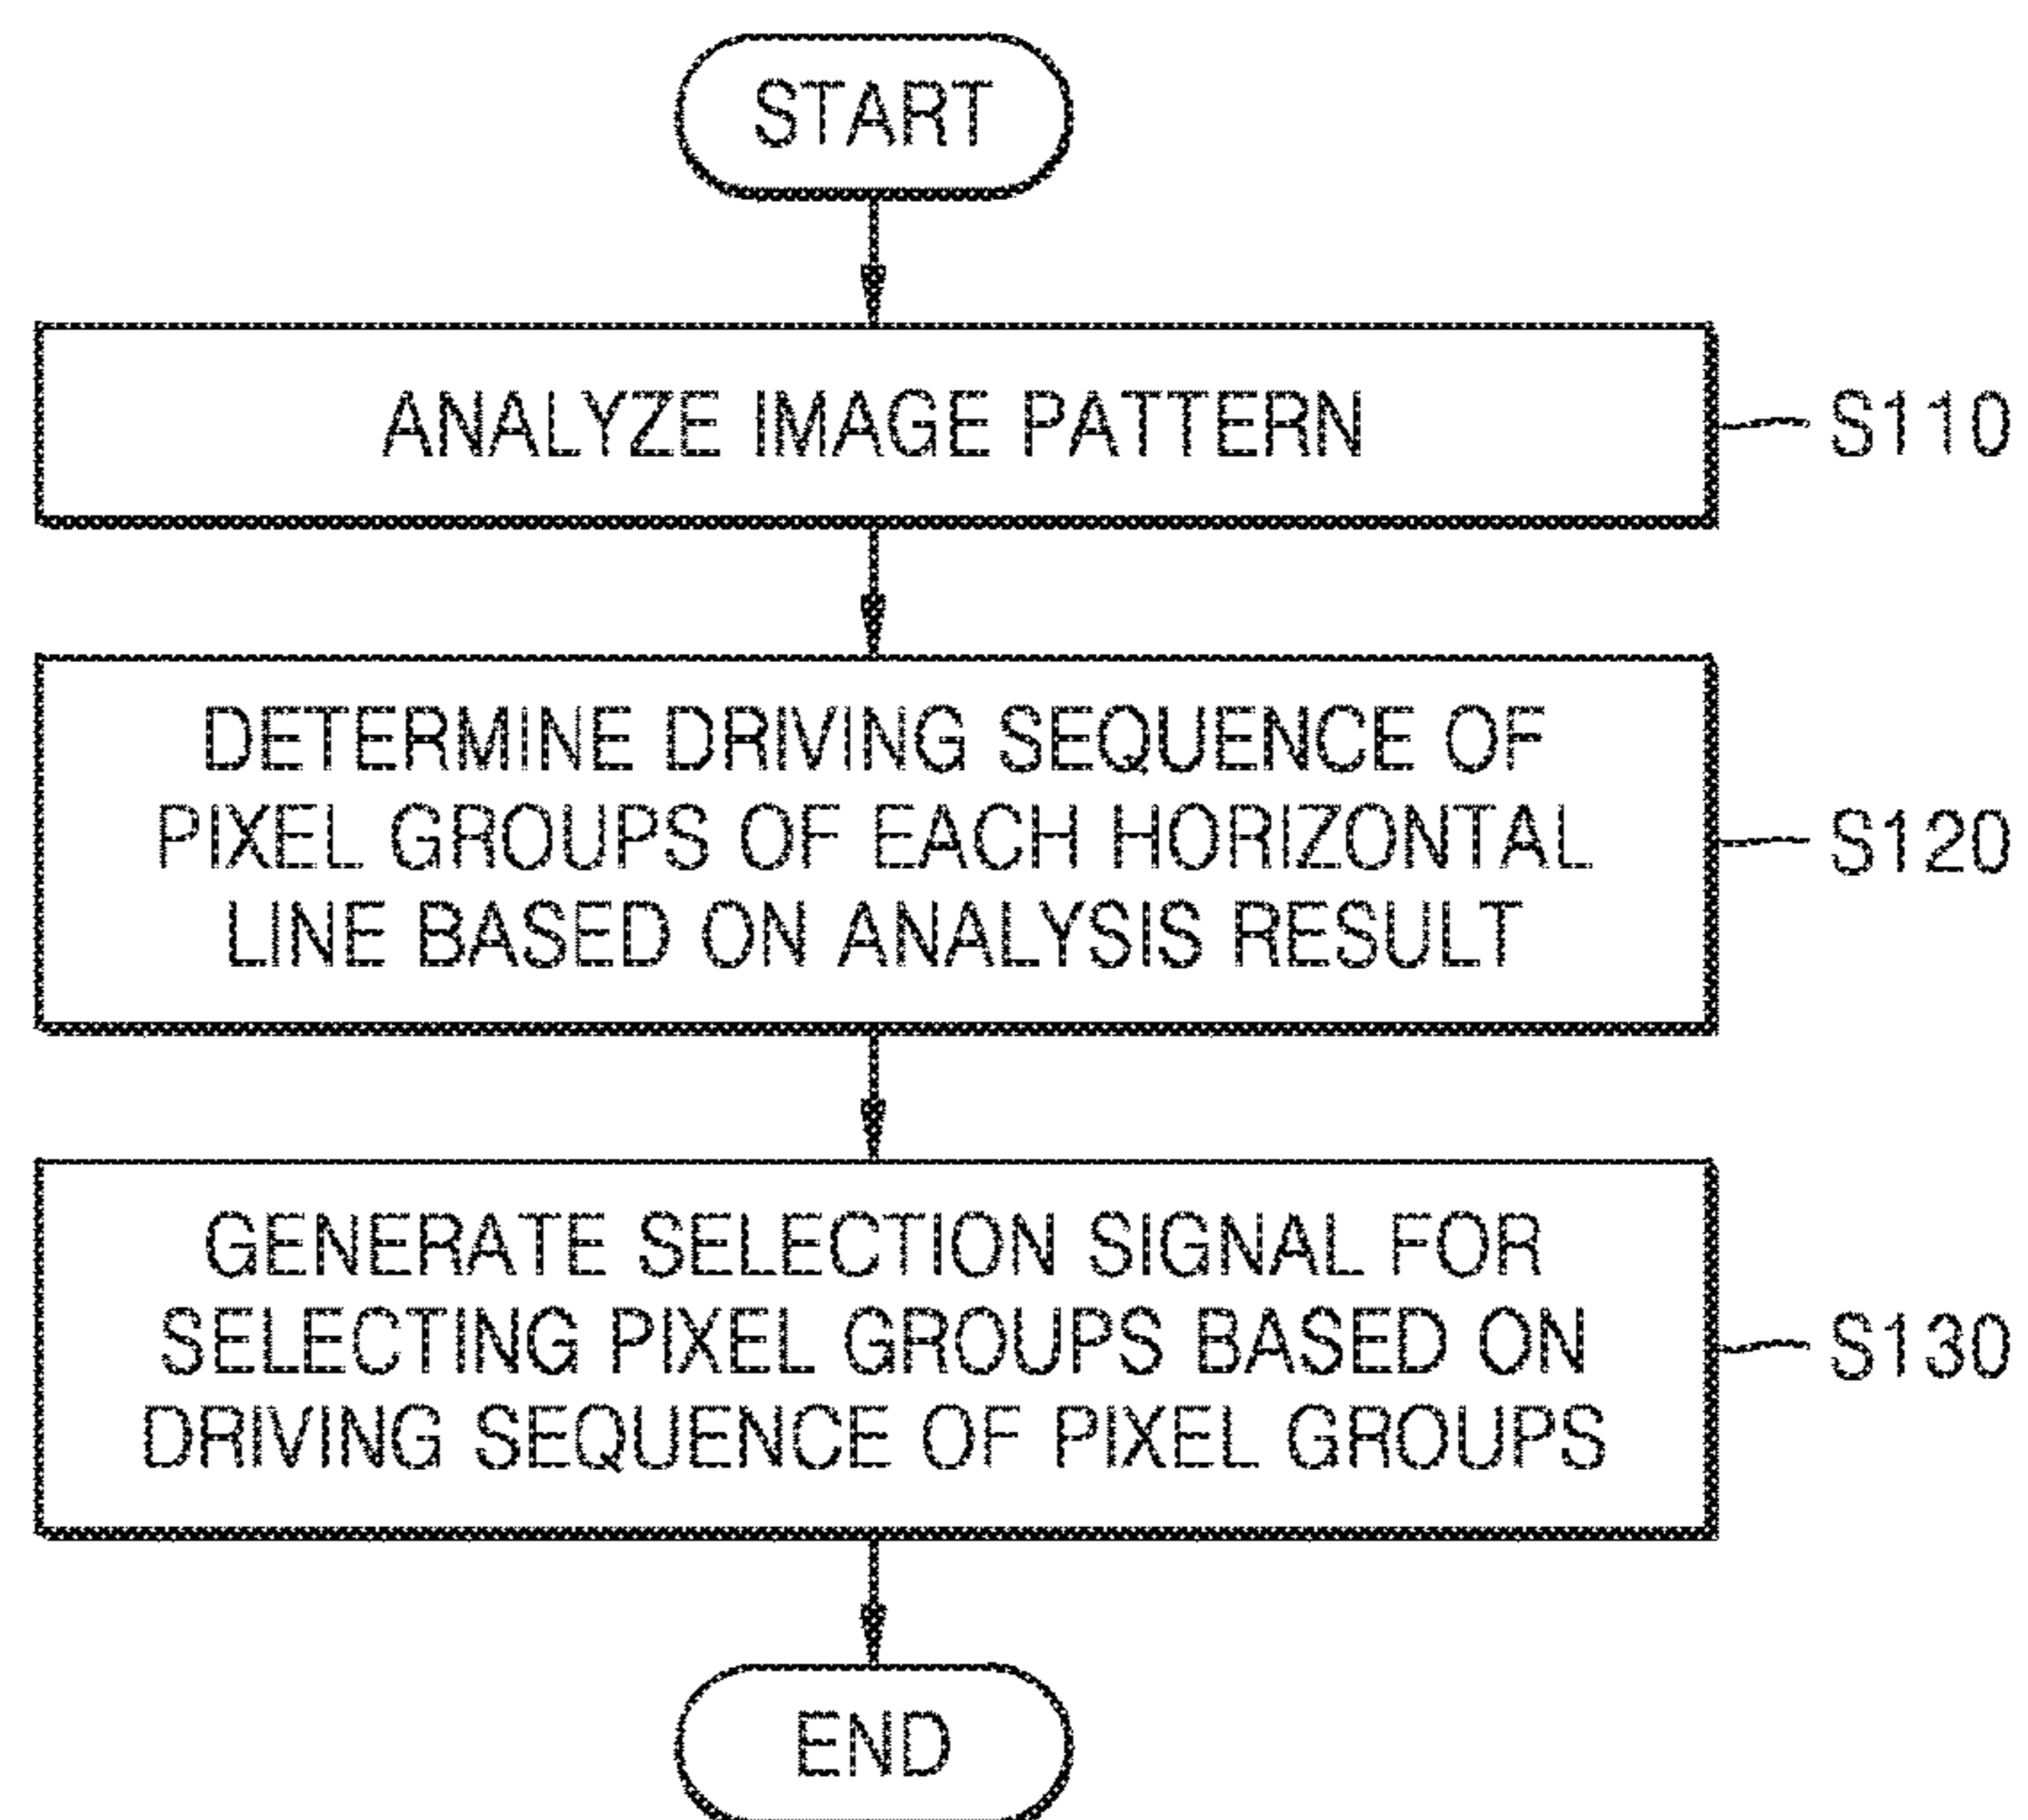 START
ANALYZE IMAGE PATTERN
S110
DETERMINE DRIVING SEQUENCE OF
PIXEL GROUPS OF EACH HORIZONTAL
LINE BASED ON ANALYSIS RESULT
S120
GENERATE SELECTION SIGNAL FOR
SELECTING PIXEL GROUPS BASED ON
DRIVING SEQUENCE OF PIXEL GROUPS
S130
END